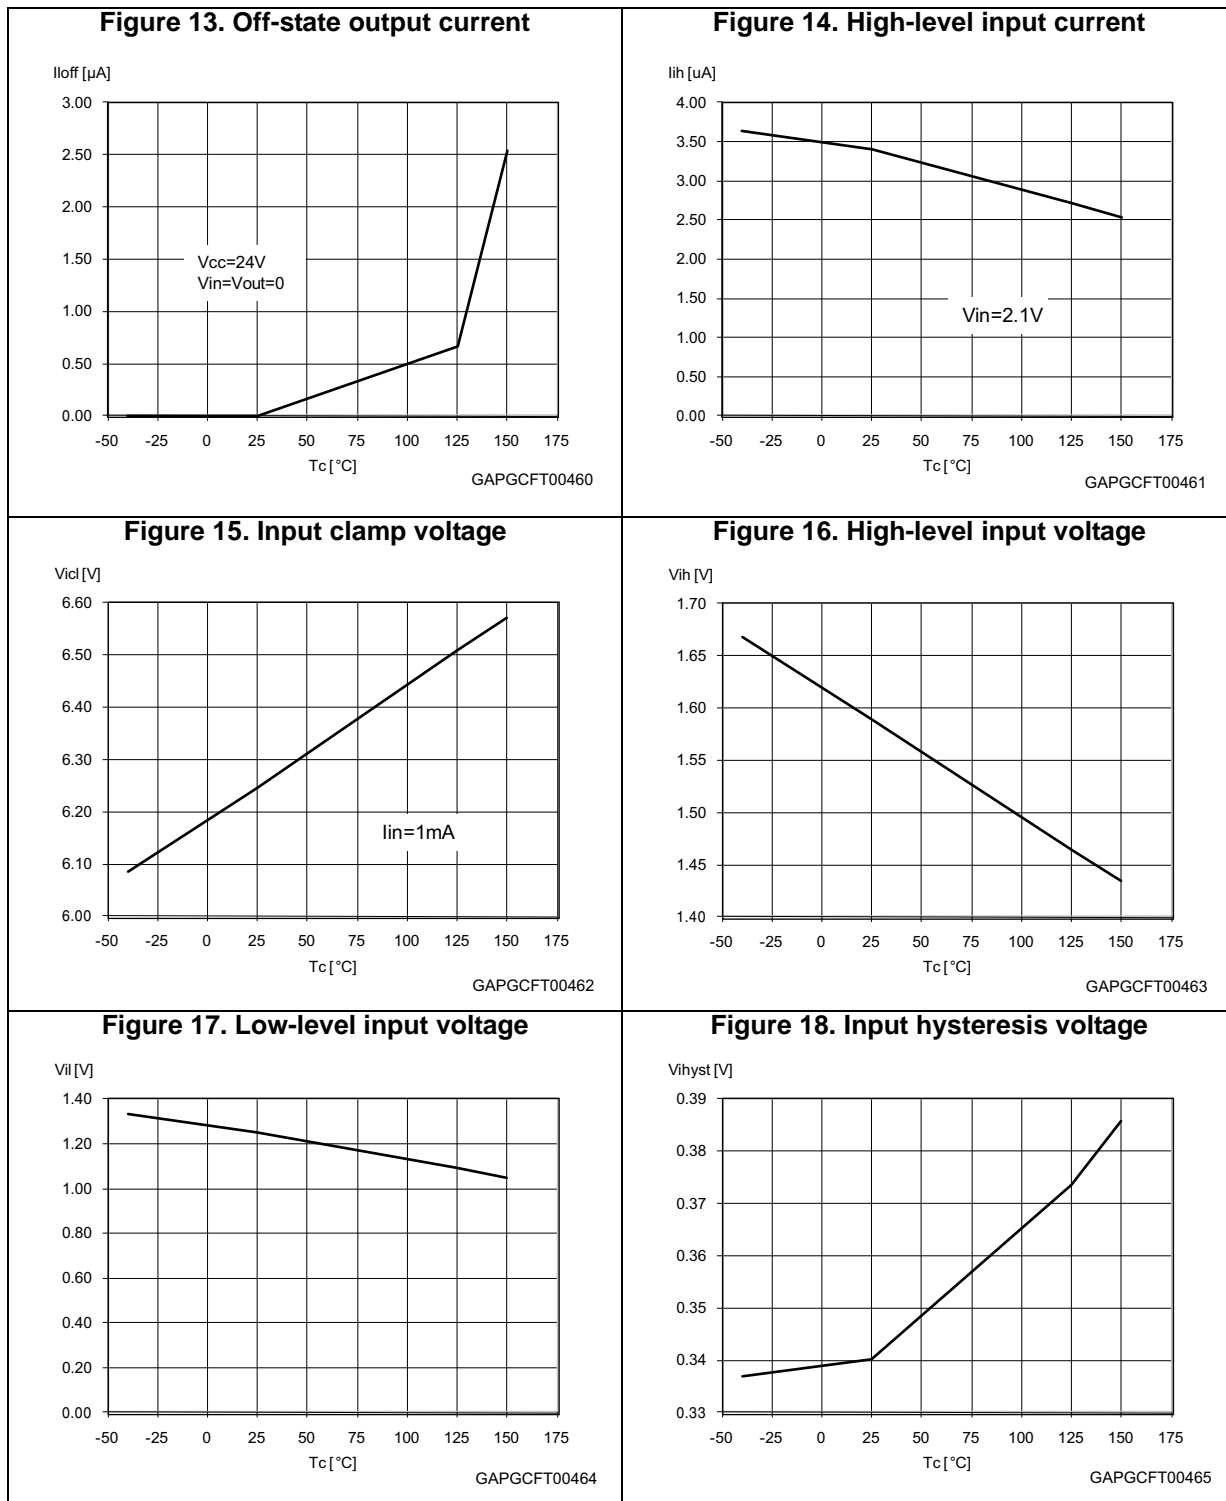 Figure 13. Off-state output current
Iloff [µA]
3.00
2.50
2.00
1.50
1.00
0.50
0.00
Vcc=24V
Vin=Vout=0
-50 -25 0 25 50 75 100 125 150 175
Tc [°C]
GAPGCFT00460
Figure 14. High-level input current
Iih [uA]
4.00
3.50
3.00
2.50
2.00
1.50
1.00
0.50
0.00
Vin=2.1V
-50 -25 0 25 50 75 100 125 150 175
Tc [°C]
GAPGCFT00461
Figure 15. Input clamp voltage
Vicl [V]
6.60
6.50
6.40
6.30
6.20
6.10
6.00
Iin=1mA
-50 -25 0 25 50 75 100 125 150 175
Tc [°C]
GAPGCFT00462
Figure 16. High-level input voltage
Vih [V]
1.70
1.65
1.60
1.55
1.50
1.45
1.40
-50 -25 0 25 50 75 100 125 150 175
Tc [°C]
GAPGCFT00463
Figure 17. Low-level input voltage
Vil [V]
1.40
1.20
1.00
0.80
0.60
0.40
0.20
0.00
-50 -25 0 25 50 75 100 125 150 175
Tc [°C]
GAPGCFT00464
Figure 18. Input hysteresis voltage
Vihyst [V]
0.39
0.38
0.37
0.36
0.35
0.34
0.33
-50 -25 0 25 50 75 100 125 150 175
Tc [°C]
GAPGCFT00465